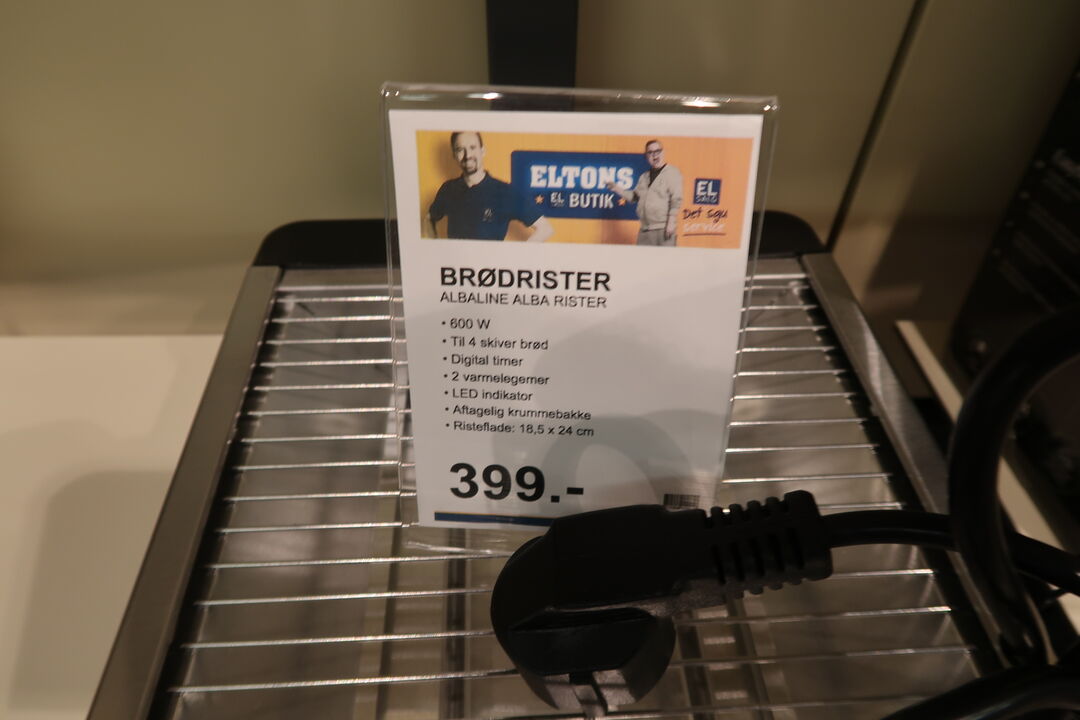 ELTONS
EL BUTIK
EL
SALG
Det sgu
service
BRØDRISTER
ALBALINE ALBA RISTER
• 600 W
• Til 4 skiver brød
• Digital timer
• 2 varmelegemer
• LED indikator
• Aftagelig krummebakke
• Risteflade: 18,5 x 24 cm
399.-